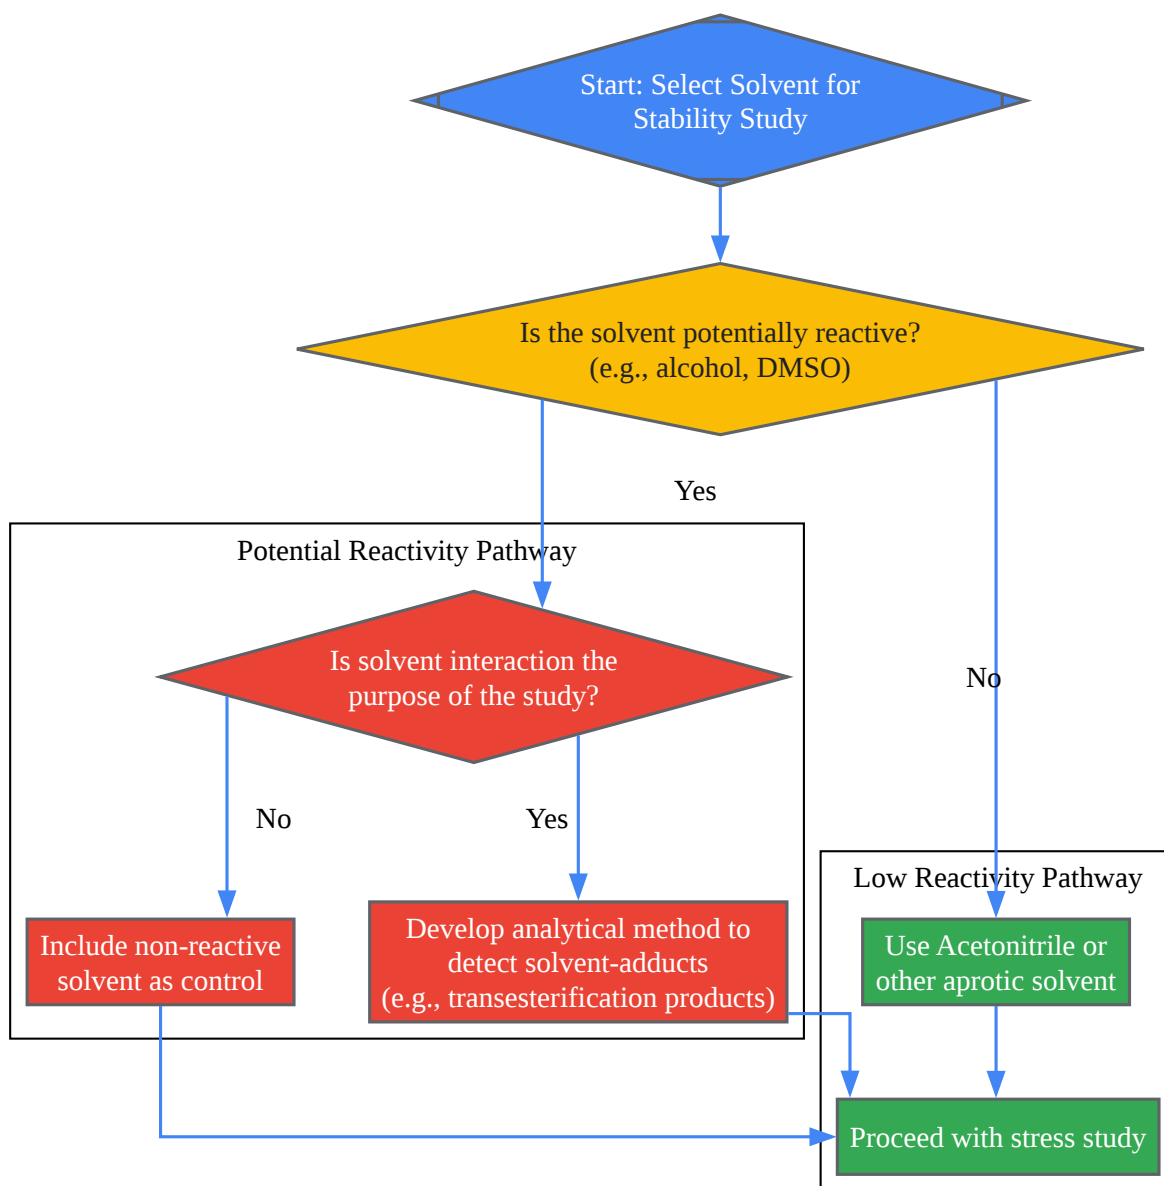 Start: Select Solvent for
Stability Study
Is the solvent potentially reactive?
(e.g., alcohol, DMSO)
Yes
Potential Reactivity Pathway
Is solvent interaction the
purpose of the study?
No
No
Yes
Low Reactivity Pathway
Include non-reactive
solvent as control
Develop analytical method to
detect solvent-adducts
(e.g., transesterification products)
Use Acetonitrile or
other aprotic solvent
Proceed with stress study